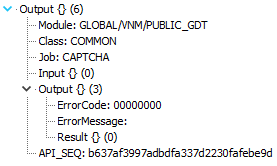 Output {} (6)
Module: GLOBAL/VNM/PUBLIC_GDT
Class: COMMON
Job: CAPTCHA
Input {} (0)
Output {} (3)
ErrorCode: 00000000
ErrorMessage:
Result {} (0)
API_SEQ: b637af3997adbdfa337d2230fafebe9d